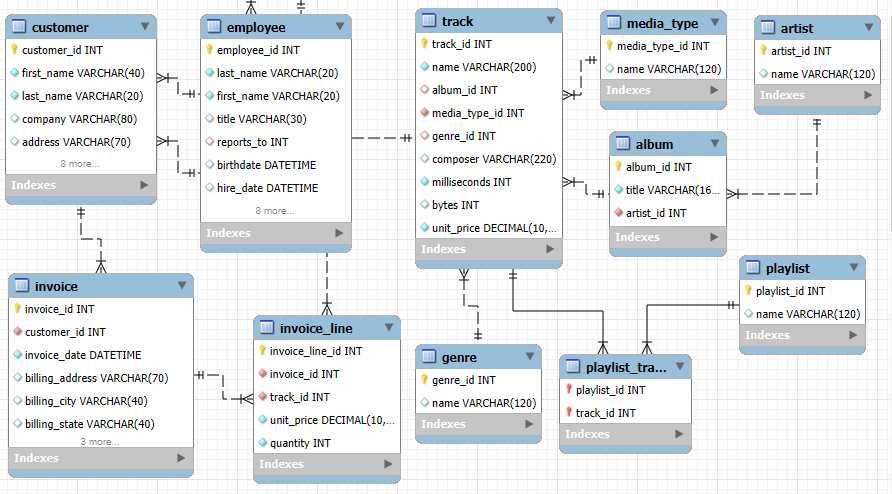 customer
customer_id INT
first_name VARCHAR(40)
last_name VARCHAR(20)
company VARCHAR(80)
address VARCHAR(70)
8 more...
Indexes
employee
employee_id INT
last_name VARCHAR(20)
first_name VARCHAR(20)
title VARCHAR(30)
reports_to INT
birthdate DATETIME
hire_date DATETIME
8 more...
Indexes
track
track_id INT
name VARCHAR(200)
album_id INT
media_type_id INT
genre_id INT
composer VARCHAR(220)
milliseconds INT
bytes INT
unit_price DECIMAL(10,...
Indexes
media_type
media_type_id INT
name VARCHAR(120)
Indexes
artist
artist_id INT
name VARCHAR(120)
Indexes
album
album_id INT
title VARCHAR(16...
artist_id INT
Indexes
invoice
invoice_id INT
customer_id INT
invoice_date DATETIME
billing_address VARCHAR(70)
billing_city VARCHAR(40)
billing_state VARCHAR(40)
3 more...
Indexes
invoice_line
invoice_line_id INT
invoice_id INT
track_id INT
unit_price DECIMAL(10,...
quantity INT
Indexes
genre
genre_id INT
name VARCHAR(120)
Indexes
playlist_tra...
playlist_id INT
track_id INT
Indexes
playlist
playlist_id INT
name VARCHAR(120)
Indexes